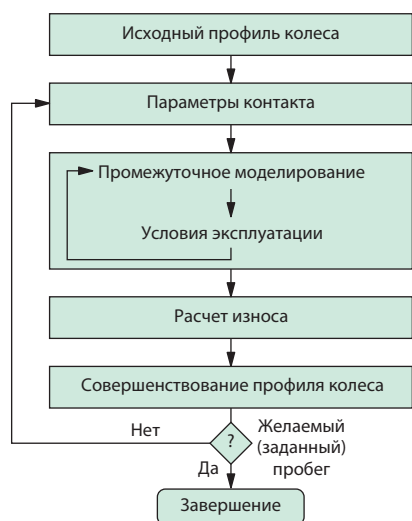 Исходный профиль колеса
Параметры контакта
Промежуточное моделирование
Условия эксплуатации
Расчет износа
Совершенствование профиля колеса
Нет
?
Желаемый
(заданный)
пробег
Да
Завершение